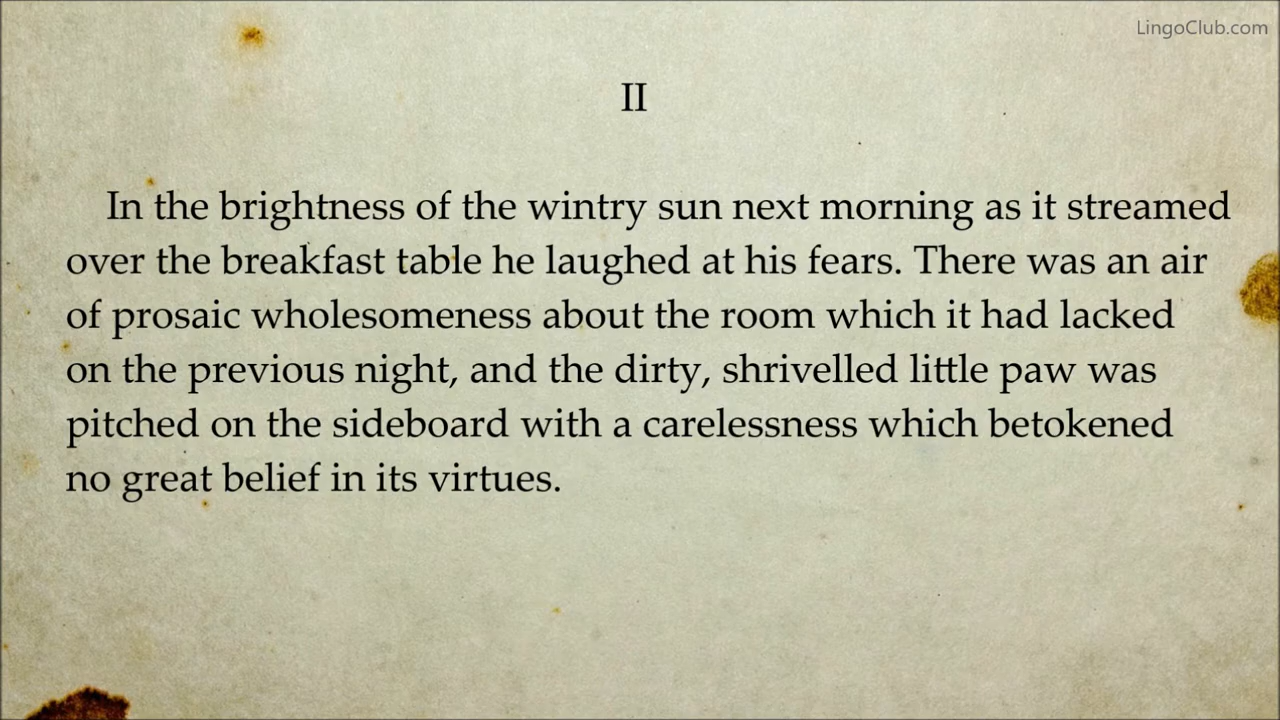 LingoClub.com
II
In the brightness of the wintry sun next morning as it streamed
over the breakfast table he laughed at his fears. There was an air
of prosaic wholesomeness about the room which it had lacked
on the previous night, and the dirty, shrivelled little paw was
pitched on the sideboard with a carelessness which betokened
no great belief in its virtues.